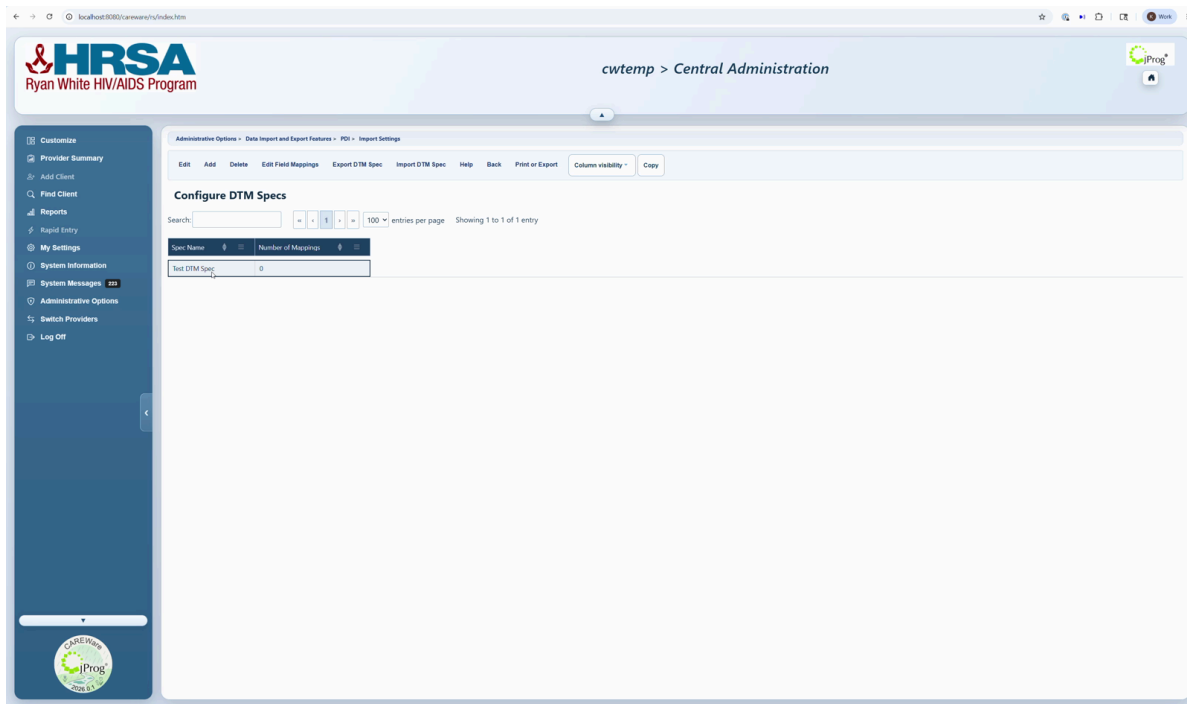 localhost:8080/careware/rs/index.htm
Work
HRSA
Ryan White HIV/AIDS Program
cwtemp > Central Administration
jProg
Customize
Provider Summary
Add Client
Find Client
Reports
Rapid Entry
My Settings
System Information
System Messages 223
Administrative Options
Switch Providers
Log Off
Administrative Options > Data Import and Export Features > PDI > Import Settings
Edit Add Delete Edit Field Mappings Export DTM Spec Import DTM Spec Help Back Print or Export Column visibility Copy
Configure DTM Specs
Search: « ‹ 1 › » 100 entries per page Showing 1 to 1 of 1 entry
Spec Name Number of Mappings
Test DTM Spec 0
CAREWare
jProg
2026 0.1